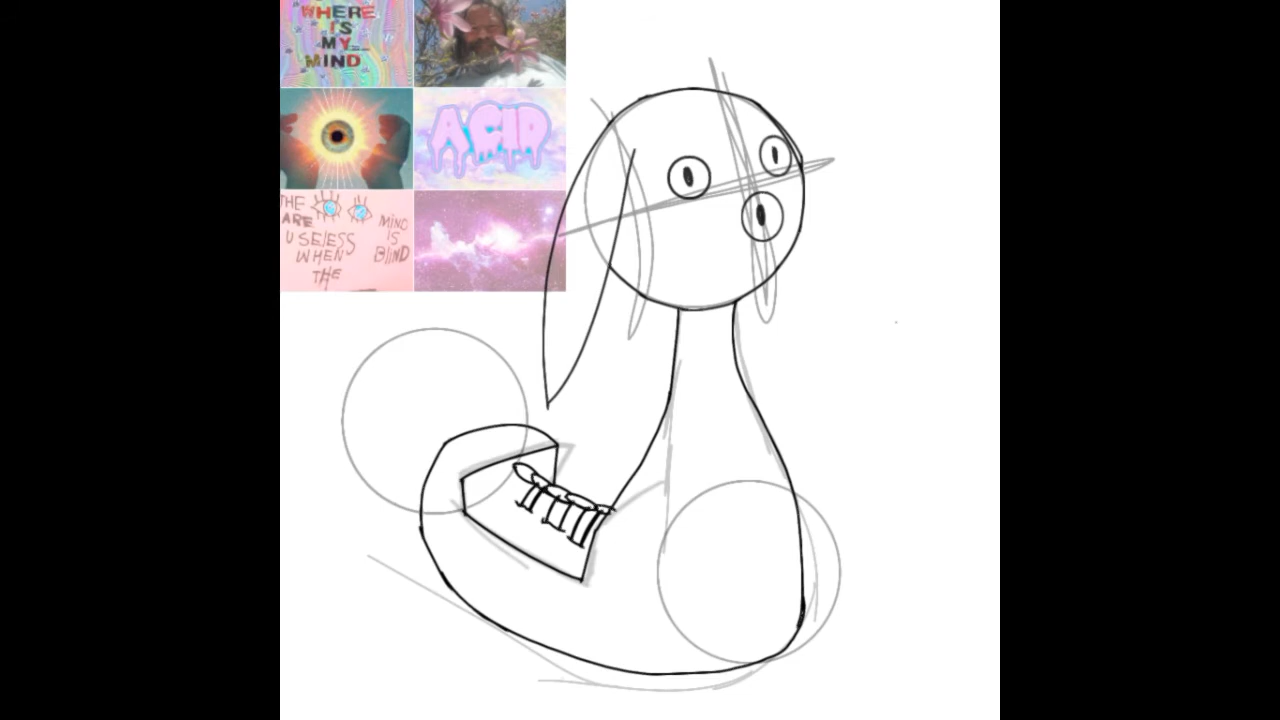 WHERE
IS
MY
MIND
ACID
THE
ARE
USELESS
WHEN
THE
MIND
IS
BLIND